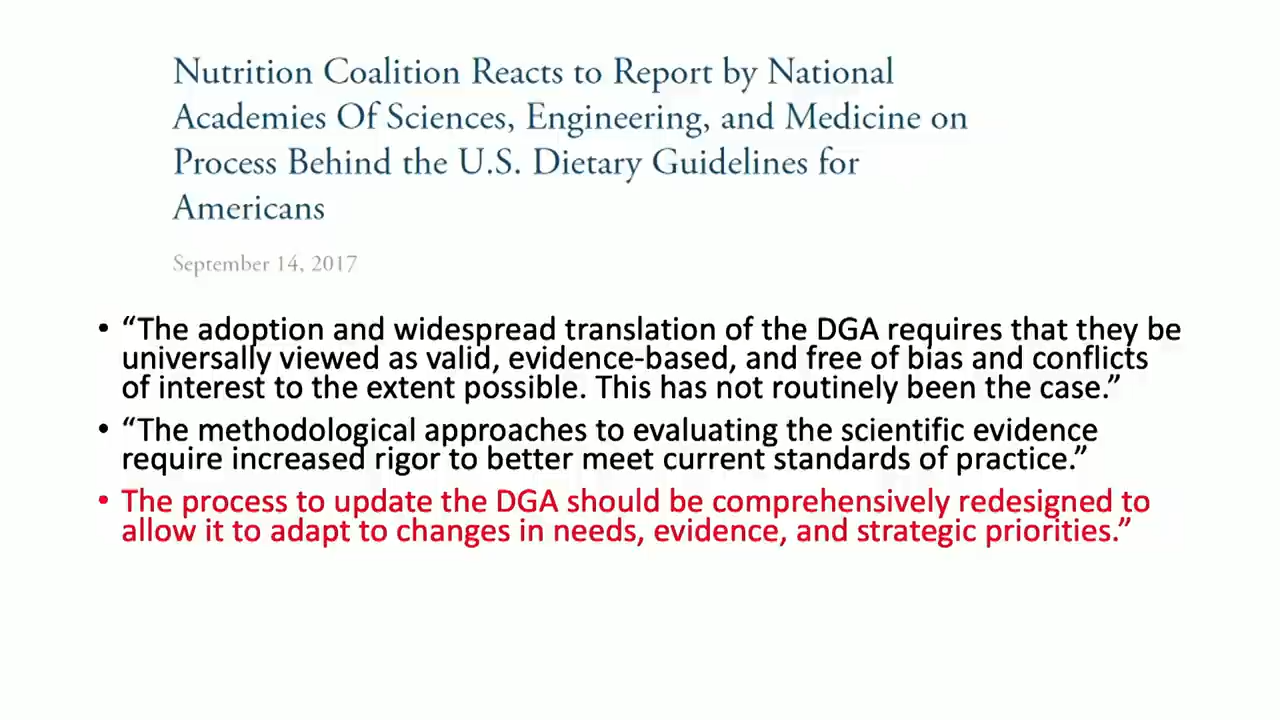 Nutrition Coalition Reacts to Report by National
Academies Of Sciences, Engineering, and Medicine on
Process Behind the U.S. Dietary Guidelines for
Americans
September 14, 2017
• “The adoption and widespread translation of the DGA requires that they be
universally viewed as valid, evidence-based, and free of bias and conflicts
of interest to the extent possible. This has not routinely been the case.”
• “The methodological approaches to evaluating the scientific evidence
require increased rigor to better meet current standards of practice.”
• The process to update the DGA should be comprehensively redesigned to
allow it to adapt to changes in needs, evidence, and strategic priorities.”